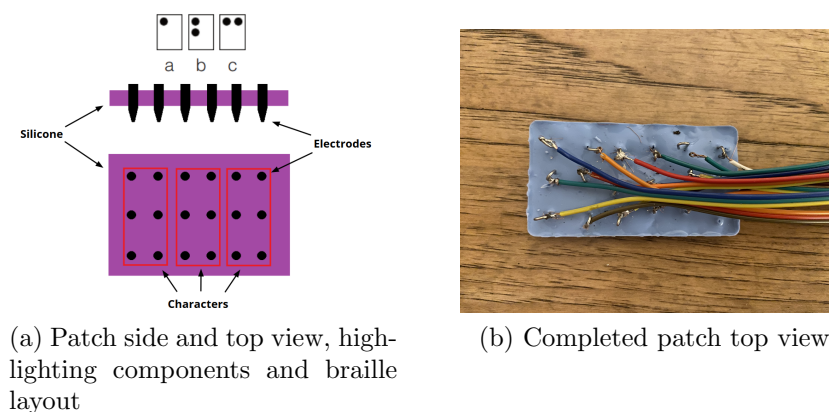 a b c
Silicone
Electrodes
Characters
(a) Patch side and top view, high-
lighting components and braille
layout
(b) Completed patch top view